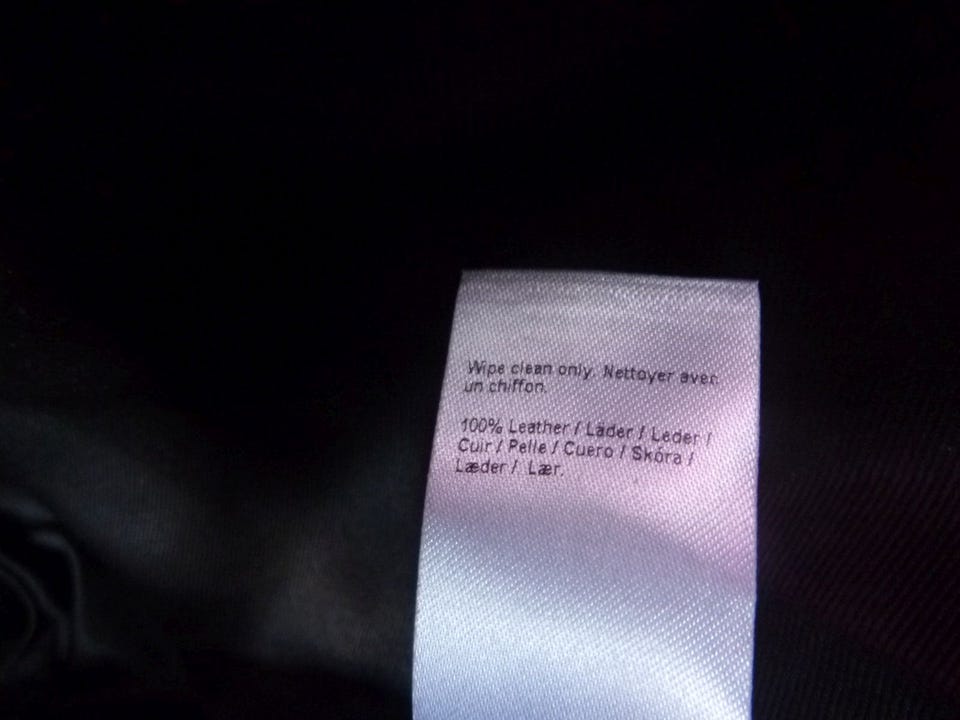 Wipe clean only. Nettoyer avec
un chiffon.
100% Leather / Läder / Leder /
Cuir / Pelle / Cuero / Skóra /
Læder / Lær.